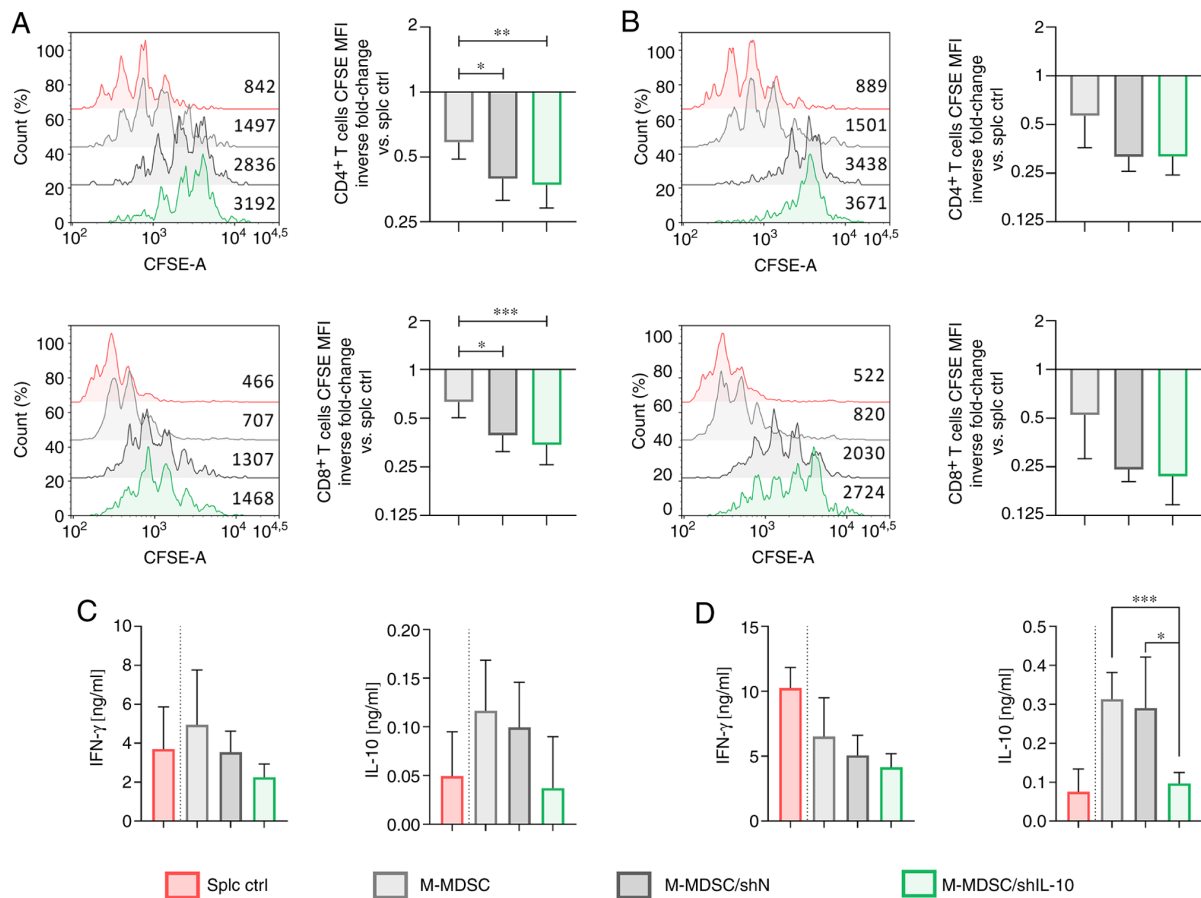 A
100
80
60
40
20
0
Count (%)
842
1497
2836
3192
10² 10³ 10⁴ 10⁴,⁵
CFSE-A
CD4⁺ T cells CFSE MFI
inverse fold-change
vs. splc ctrl
2
1
0.5
0.25
**
*
B
100
80
60
40
20
0
Count (%)
889
1501
3438
3671
10² 10³ 10⁴ 10⁴,⁵
CFSE-A
CD4⁺ T cells CFSE MFI
inverse fold-change
vs. splc ctrl
2
1
0.5
0.25
0.125
100
80
60
40
20
0
Count (%)
466
707
1307
1468
10² 10³ 10⁴ 10⁴,⁵
CFSE-A
CD8⁺ T cells CFSE MFI
inverse fold-change
vs. splc ctrl
2
1
0.5
0.25
0.125
***
*
100
80
60
40
20
0
Count (%)
522
820
2030
2724
10² 10³ 10⁴ 10⁴,⁵
CFSE-A
CD8⁺ T cells CFSE MFI
inverse fold-change
vs. splc ctrl
2
1
0.5
0.25
0.125
C
IFN-γ [ng/ml]
10
8
6
4
2
0
IL-10 [ng/ml]
0.20
0.15
0.10
0.05
0.00
D
IFN-γ [ng/ml]
15
10
5
0
IL-10 [ng/ml]
0.5
0.4
0.3
0.2
0.1
0.0
***
*
Splc ctrl M-MDSC M-MDSC/shN M-MDSC/shIL-10